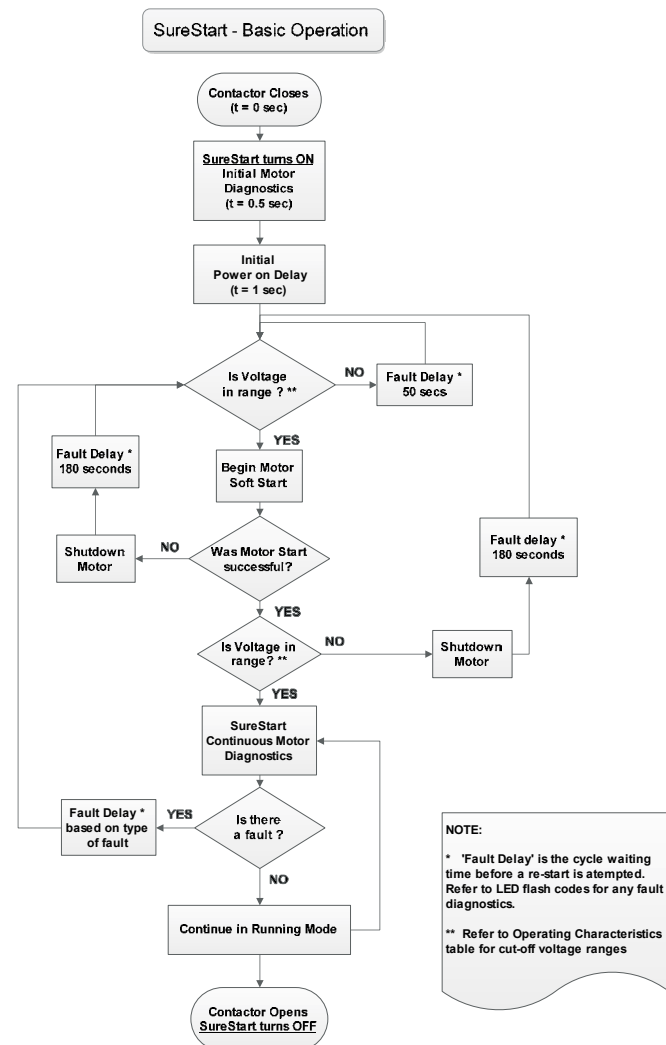 SureStart - Basic Operation
Contactor Closes
(t = 0 sec)
SureStart turns ON
Initial Motor
Diagnostics
(t = 0.5 sec)
Initial
Power on Delay
(t = 1 sec)
Is Voltage
in range ? **
NO
Fault Delay *
50 secs
YES
Fault Delay *
180 seconds
Begin Motor
Soft Start
Shutdown
Motor
NO
Was Motor Start
successful?
Fault delay *
180 seconds
YES
Is Voltage in
range? **
NO
Shutdown
Motor
YES
SureStart
Continuous Motor
Diagnostics
Fault Delay *
based on type
of fault
YES
Is there
a fault ?
NO
Continue in Running Mode
Contactor Opens
SureStart turns OFF
NOTE:
* 'Fault Delay' is the cycle waiting
time before a re-start is atempted.
Refer to LED flash codes for any fault
diagnostics.
** Refer to Operating Characteristics
table for cut-off voltage ranges